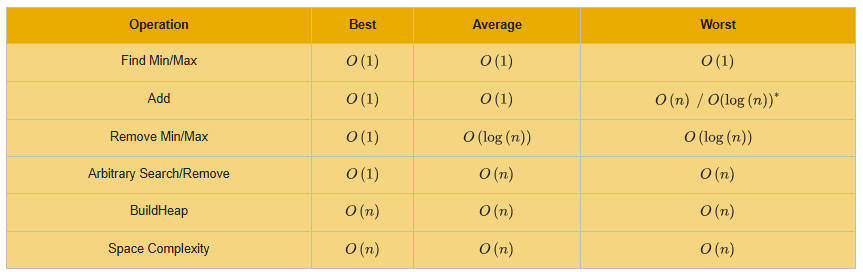 Operation Best Average Worst
Find Min/Max O (1) O (1) O (1)
Add O (1) O (1) O (n) / O(log (n))*
Remove Min/Max O (1) O (log (n)) O (log (n))
Arbitrary Search/Remove O (1) O (n) O (n)
BuildHeap O (n) O (n) O (n)
Space Complexity O (n) O (n) O (n)